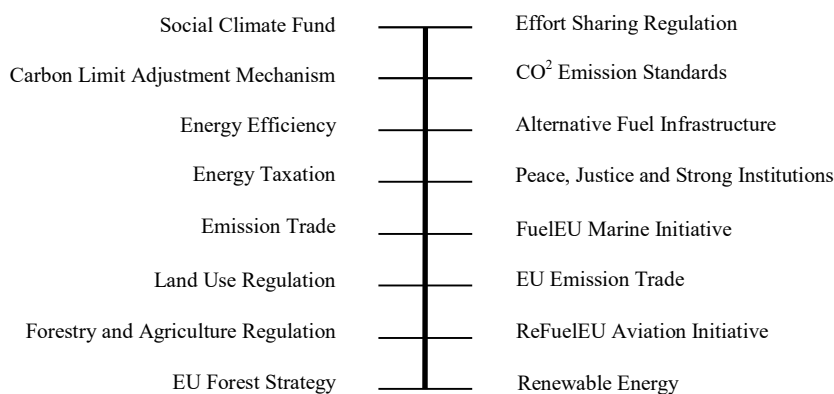 Social Climate Fund
Effort Sharing Regulation
Carbon Limit Adjustment Mechanism
CO² Emission Standards
Energy Efficiency
Alternative Fuel Infrastructure
Energy Taxation
Peace, Justice and Strong Institutions
Emission Trade
FuelEU Marine Initiative
Land Use Regulation
EU Emission Trade
Forestry and Agriculture Regulation
ReFuelEU Aviation Initiative
EU Forest Strategy
Renewable Energy